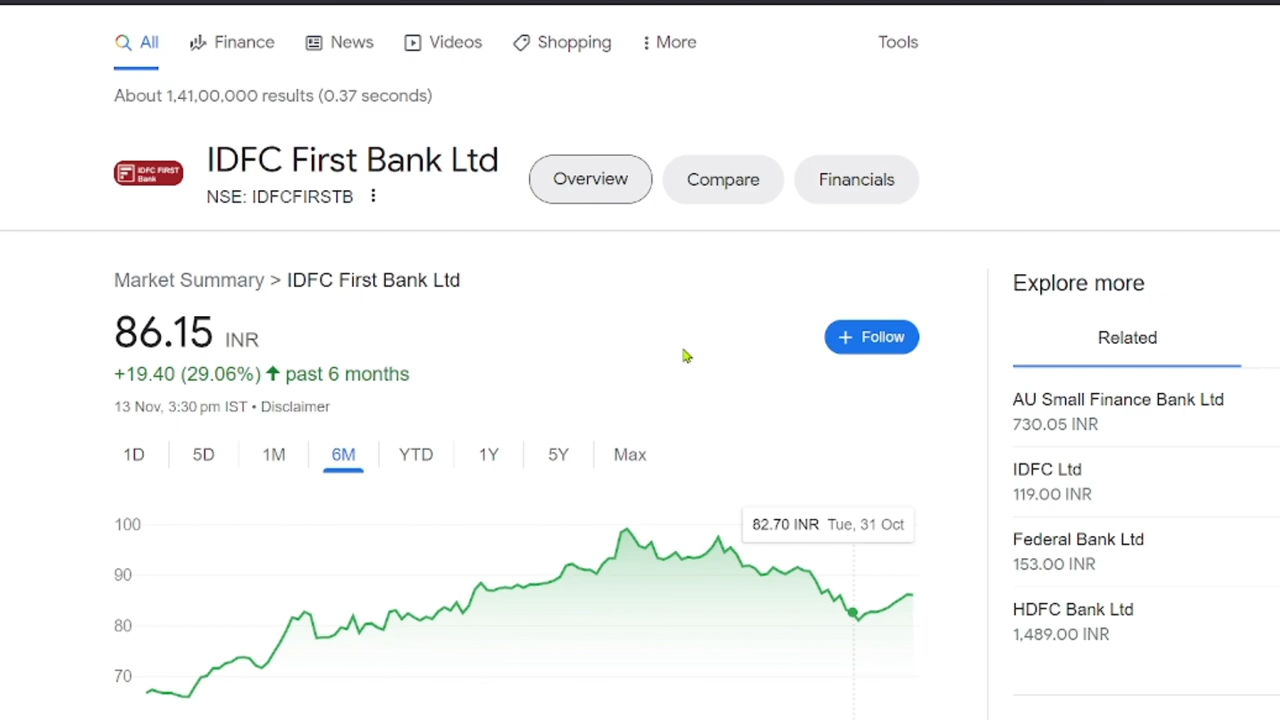 All Finance News Videos Shopping More Tools
About 1,41,00,000 results (0.37 seconds)
IDFC FIRST
Bank
IDFC First Bank Ltd
NSE: IDFCFIRSTB
Overview Compare Financials
Market Summary > IDFC First Bank Ltd
86.15 INR
+ Follow
+19.40 (29.06%) past 6 months
13 Nov, 3:30 pm IST • Disclaimer
1D 5D 1M 6M YTD 1Y 5Y Max
82.70 INR Tue, 31 Oct
100
90
80
70
Explore more
Related
AU Small Finance Bank Ltd
730.05 INR
IDFC Ltd
119.00 INR
Federal Bank Ltd
153.00 INR
HDFC Bank Ltd
1,489.00 INR